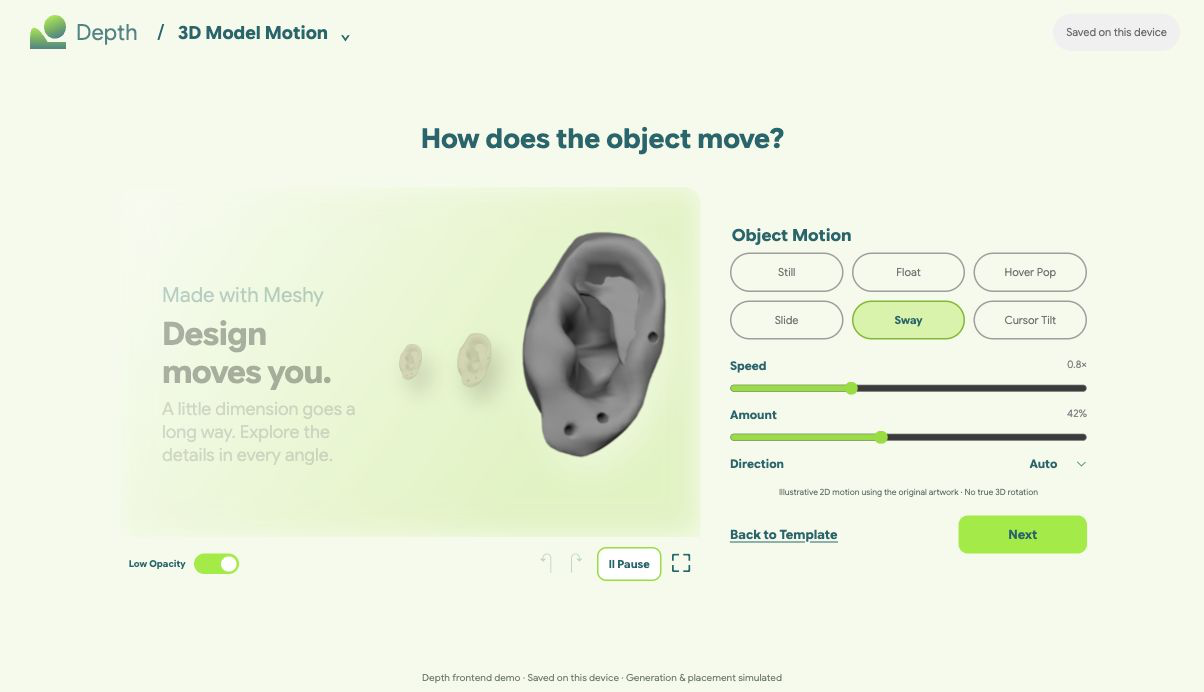 Depth / 3D Model Motion
Saved on this device
How does the object move?
Made with Meshy
Design
moves you.
A little dimension goes a
long way. Explore the
details in every angle.
Low Opacity
II Pause
Object Motion
Still
Float
Hover Pop
Slide
Sway
Cursor Tilt
Speed 0.8×
Amount 42%
Direction Auto
Illustrative 2D motion using the original artwork · No true 3D rotation
Back to Template
Next
Depth frontend demo · Saved on this device · Generation & placement simulated